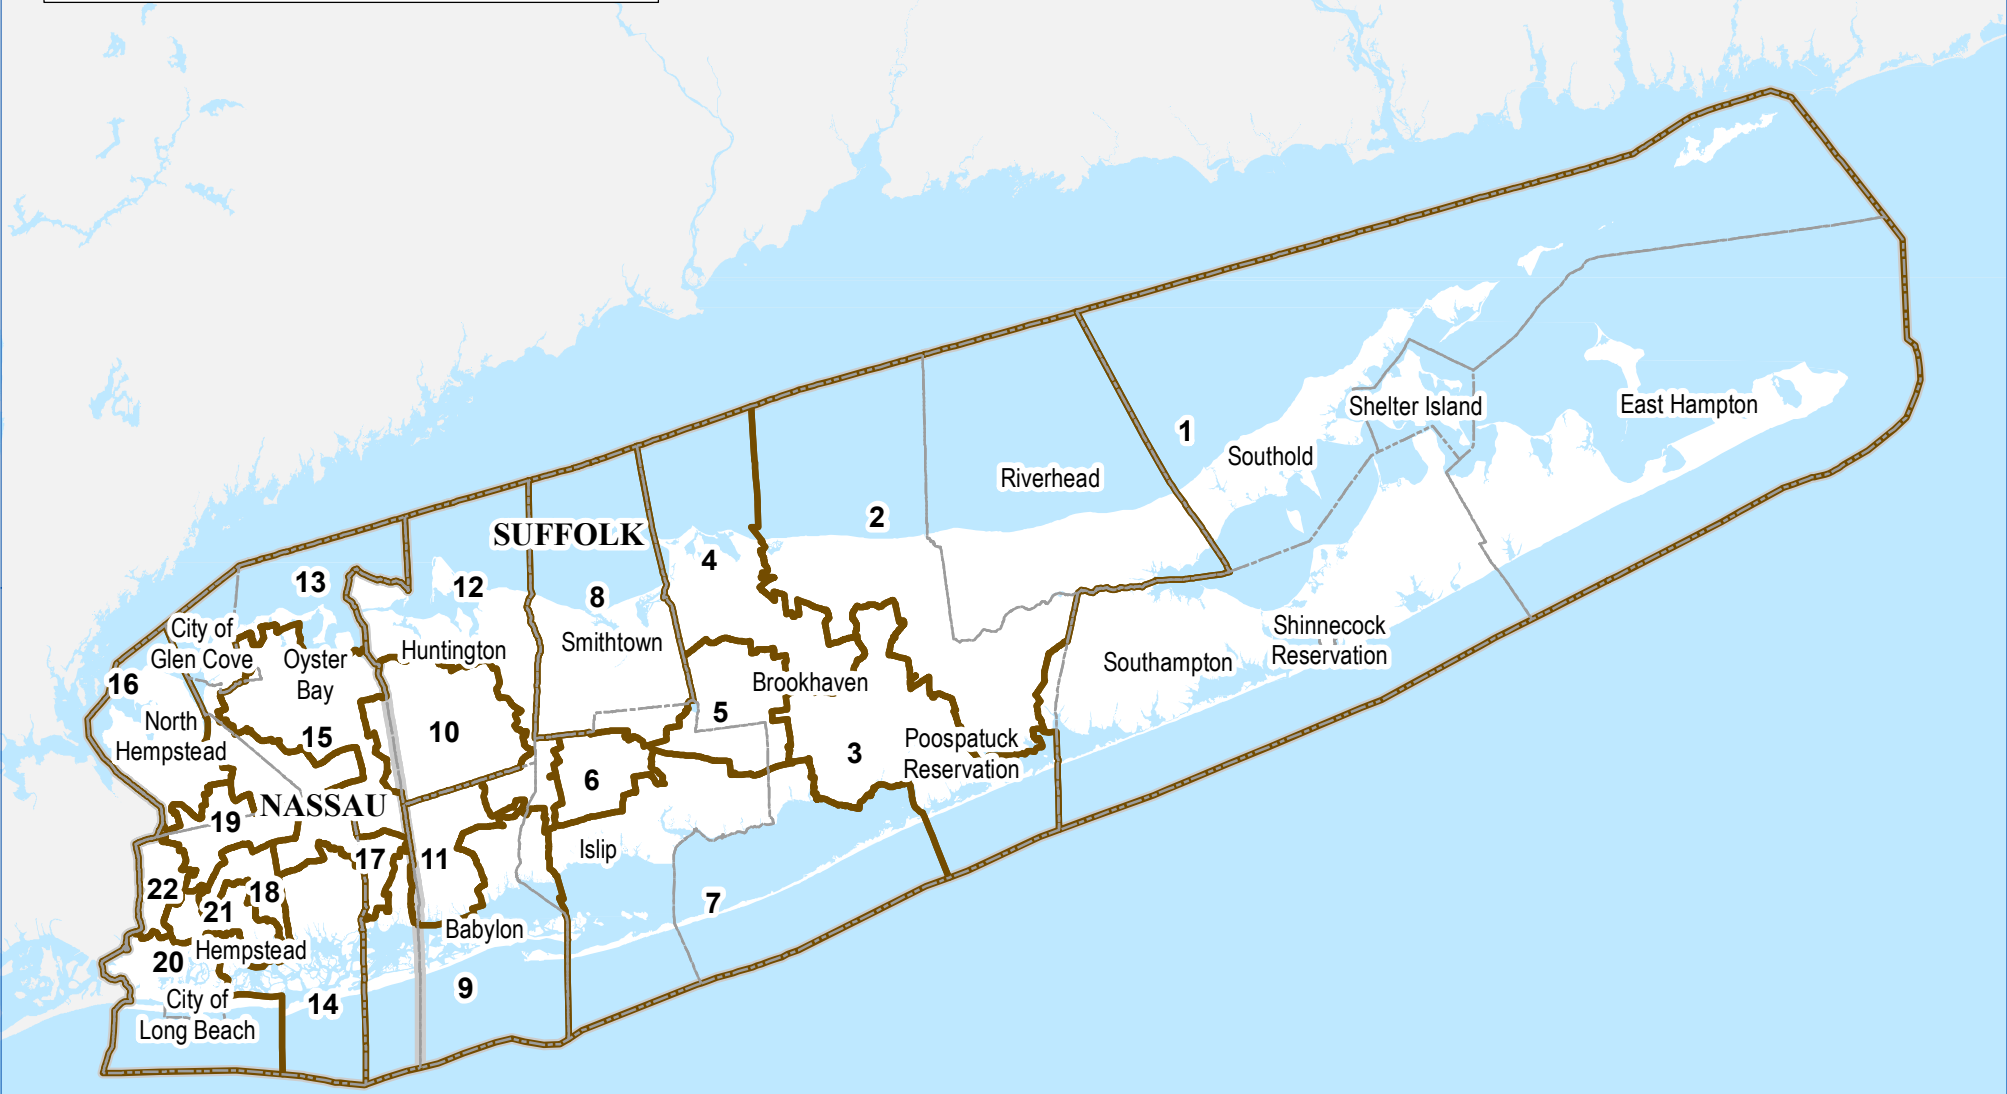 East Hampton
Shelter Island
1
Southold
Riverhead
2
SUFFOLK
4
13
12
8
City of
Glen Cove
Oyster
Bay
Huntington
Smithtown
Shinnecock
Reservation
Southampton
16
Brookhaven
North
Hempstead
15
10
5
3
Poospatuck
Reservation
6
NASSAU
19
17
11
Islip
22
18
21
7
Babylon
Hempstead
20
9
City of
Long Beach
14